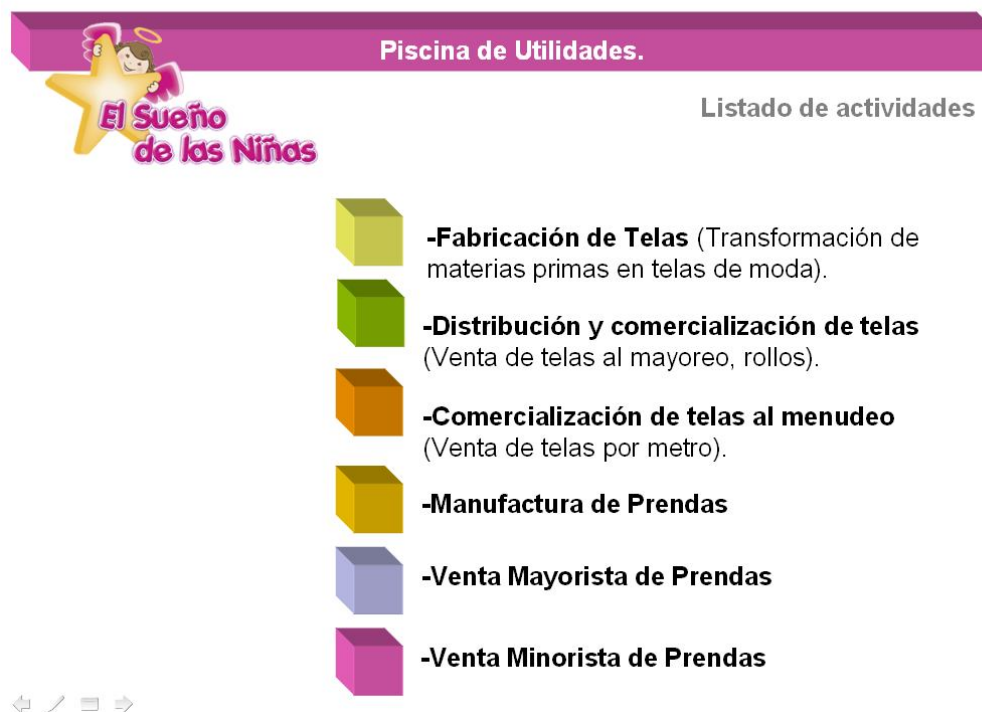 Piscina de Utilidades.
El Sueño
de las Niñas
Listado de actividades
-Fabricación de Telas (Transformación de
materias primas en telas de moda).
-Distribución y comercialización de telas
(Venta de telas al mayoreo, rollos).
-Comercialización de telas al menudeo
(Venta de telas por metro).
-Manufactura de Prendas
-Venta Mayorista de Prendas
-Venta Minorista de Prendas